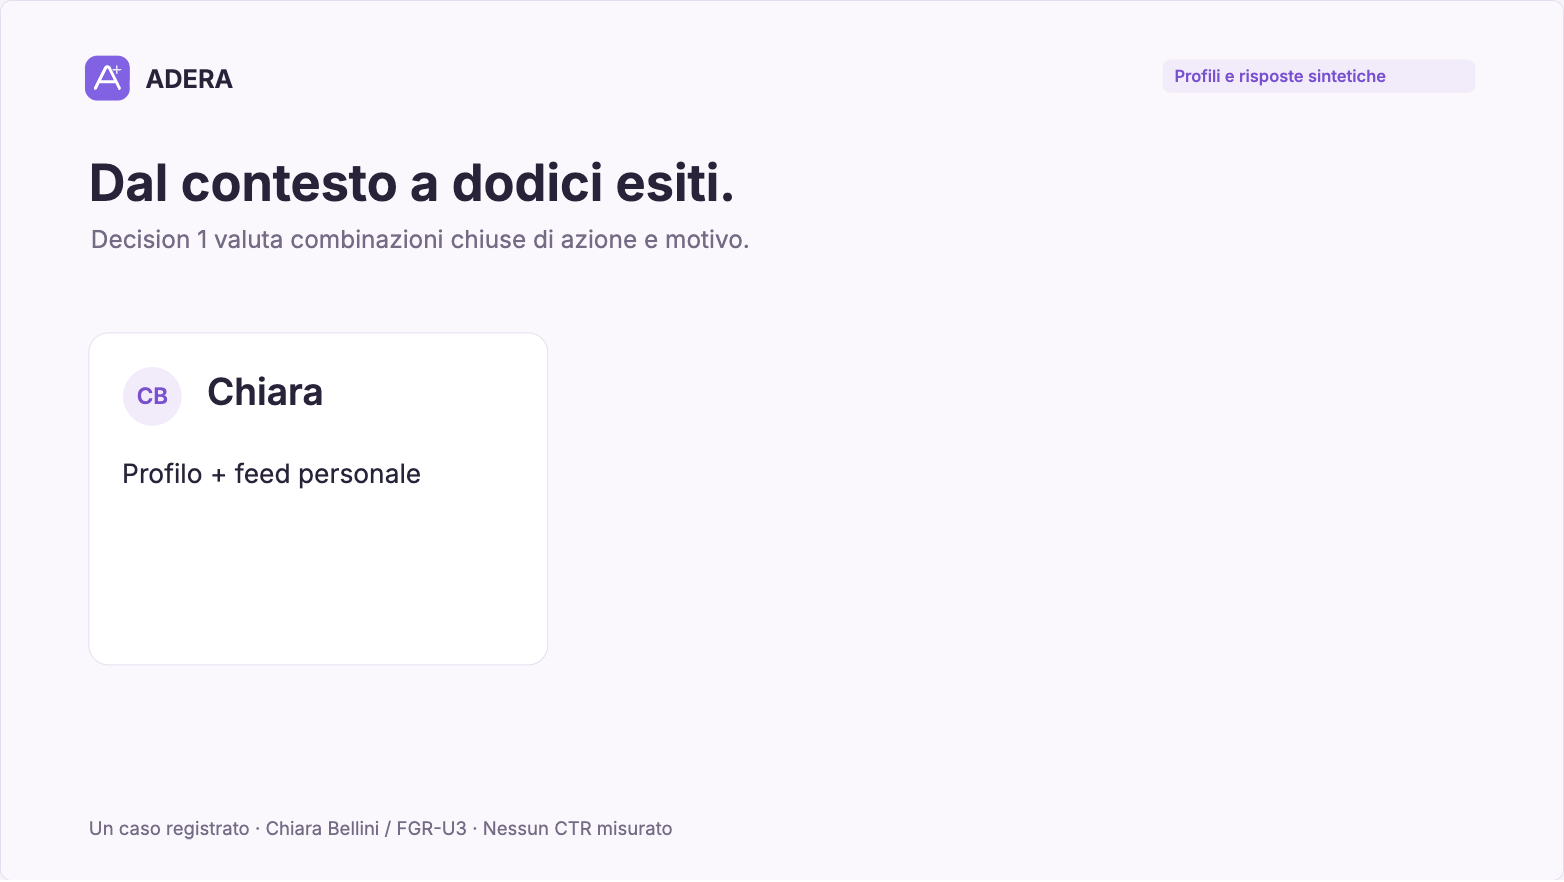 ADERA
Profili e risposte sintetiche
Dal contesto a dodici esiti.
Decision 1 valuta combinazioni chiuse di azione e motivo.
CB
Chiara
Profilo + feed personale
Un caso registrato · Chiara Bellini / FGR-U3 · Nessun CTR misurato